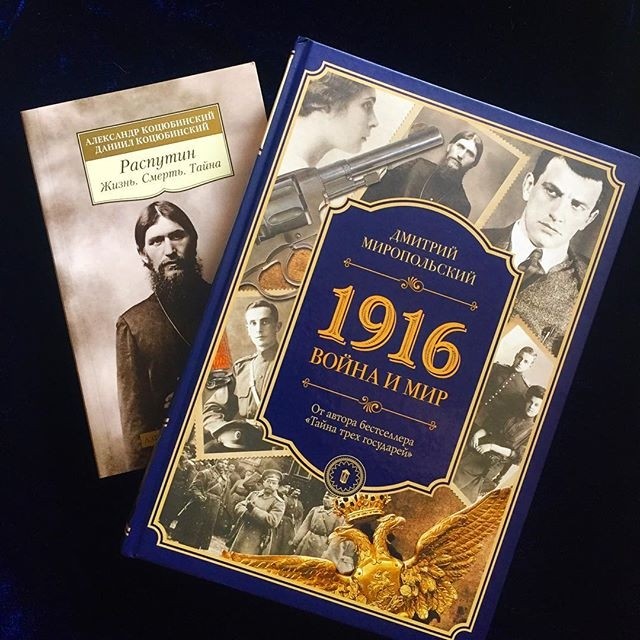 АЛЕКСАНДР КОЦЮБИНСКИЙ
ДАНИИЛ КОЦЮБИНСКИЙ
Распутин
Жизнь. Смерть. Тайна
ДМИТРИЙ
МИРОПОЛЬСКИЙ
1916
ВОЙНА И МИР
От автора бестселлера
«Тайна трех государей»